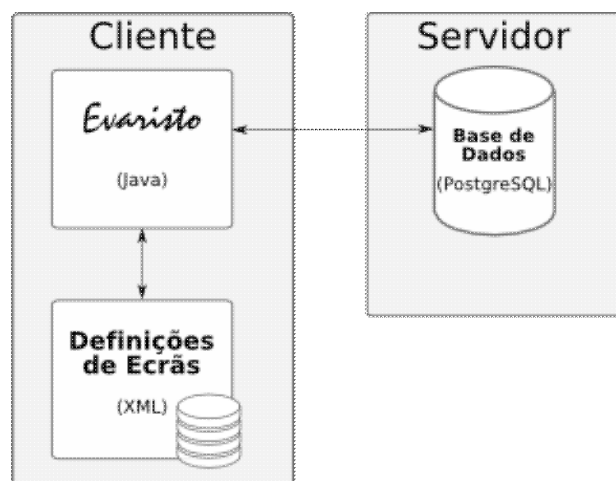 Cliente
Evaristo
(Java)
Definições
de Ecrãs
(XML)
Servidor
Base de
Dados
(PostgreSQL)